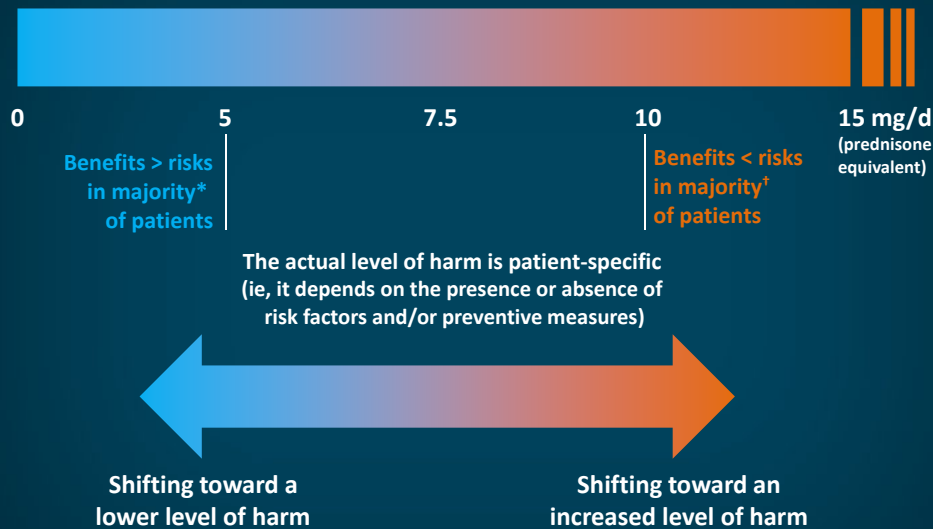 0
5
7.5
10
15 mg/d
(prednisone
equivalent)
Benefits > risks
in majority*
of patients
Benefits < risks
in majority†
of patients
The actual level of harm is patient-specific
(ie, it depends on the presence or absence of
risk factors and/or preventive measures)
Shifting toward a
lower level of harm
Shifting toward an
increased level of harm